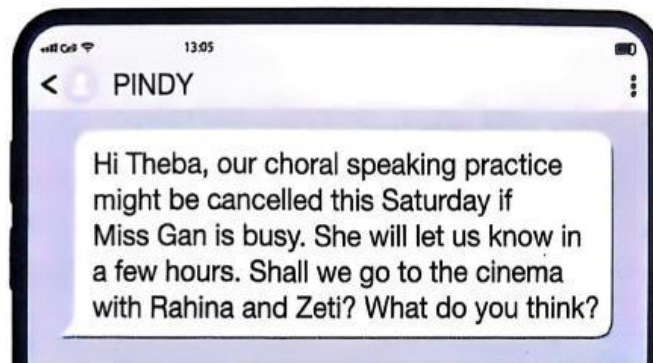 Cell 13:05
< PINDY
Hi Theba, our choral speaking practice
might be cancelled this Saturday if
Miss Gan is busy. She will let us know in
a few hours. Shall we go to the cinema
with Rahina and Zeti? What do you think?